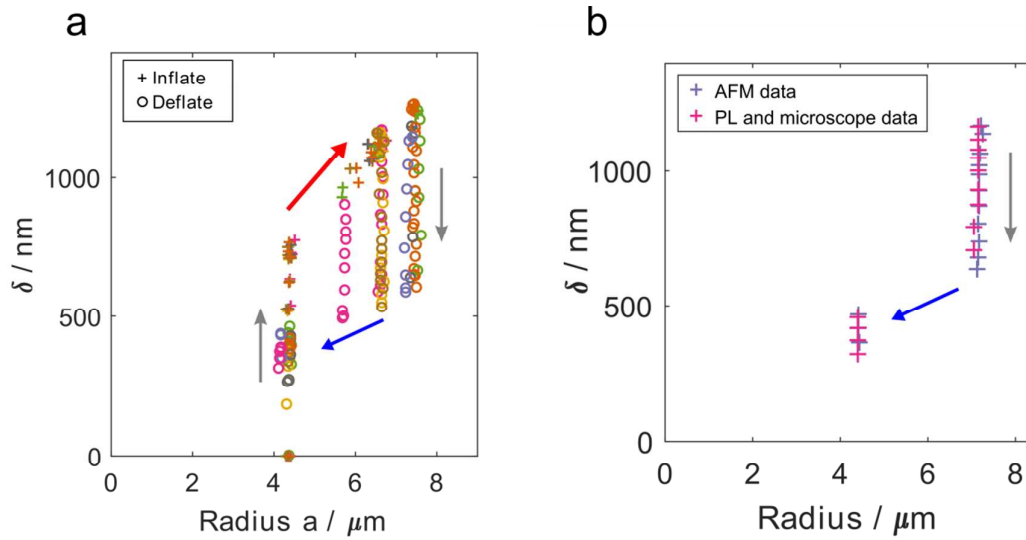 a
+ Inflate
o Deflate
δ / nm
1000
500
0
0 2 4 6 8
Radius a / μm
b
+ AFM data
+ PL and microscope data
δ / nm
1000
500
0
0 2 4 6 8
Radius / μm